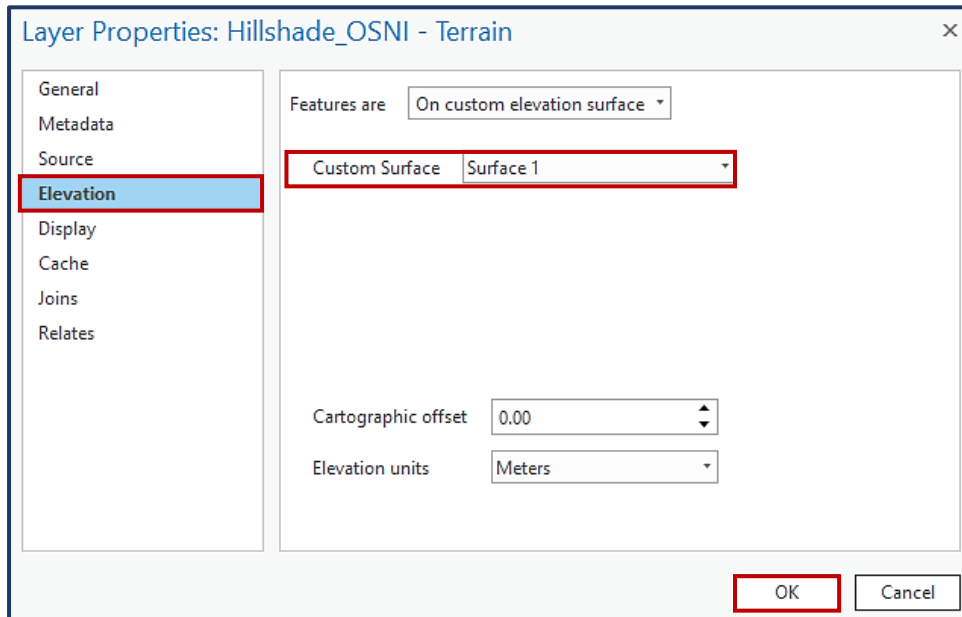 Layer Properties: Hillshade_OSNI - Terrain
General
Metadata
Source
Elevation
Display
Cache
Joins
Relates
Features are On custom elevation surface
Custom Surface Surface 1
Cartographic offset 0.00
Elevation units Meters
OK Cancel